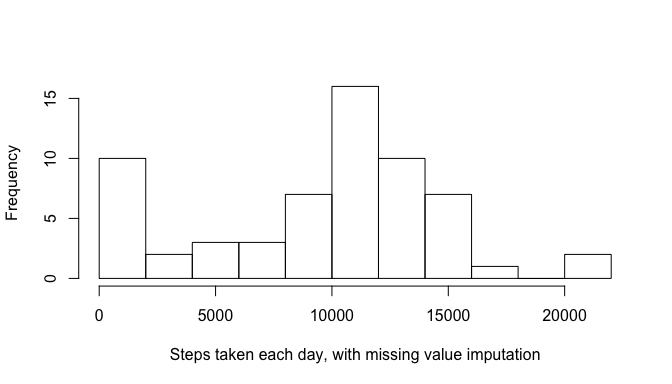 Frequency
15
10
5
0
0 5000 10000 15000 20000
Steps taken each day, with missing value imputation